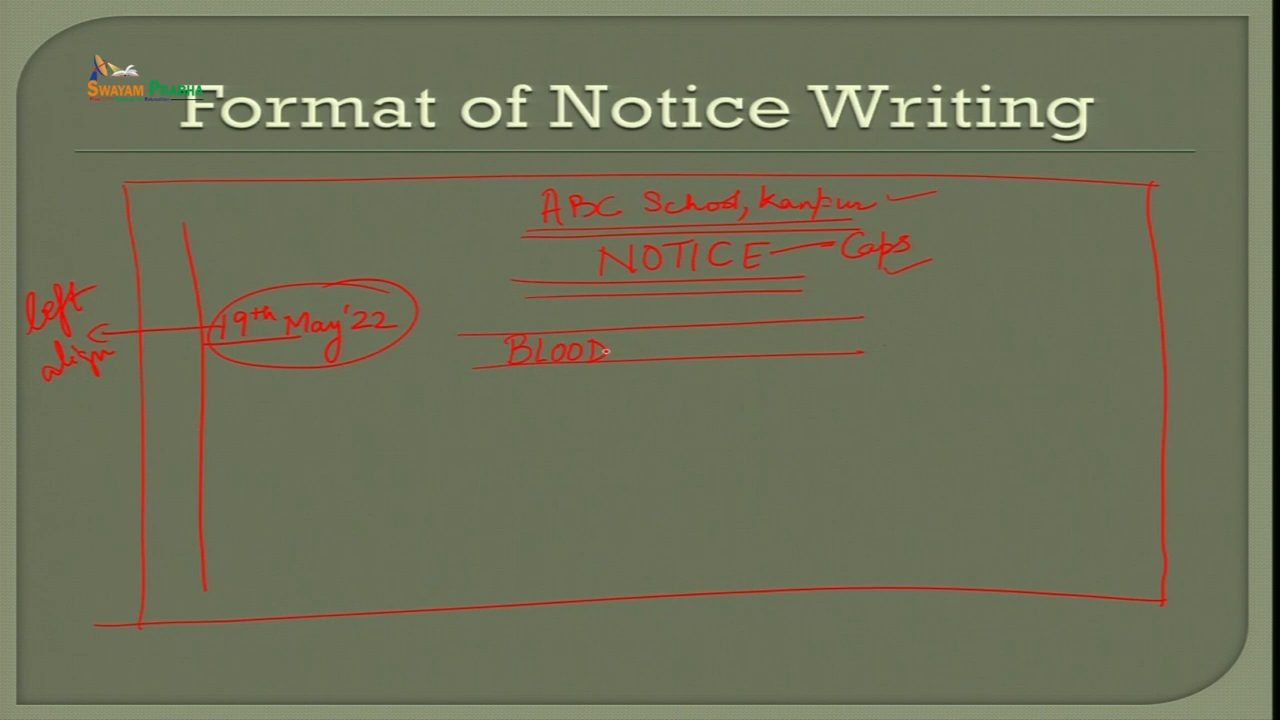 SWAYAM PRABHA
Format of Notice Writing
ABC School, Kanpur
NOTICE
Caps
left
align
19th May '22
BLOOD